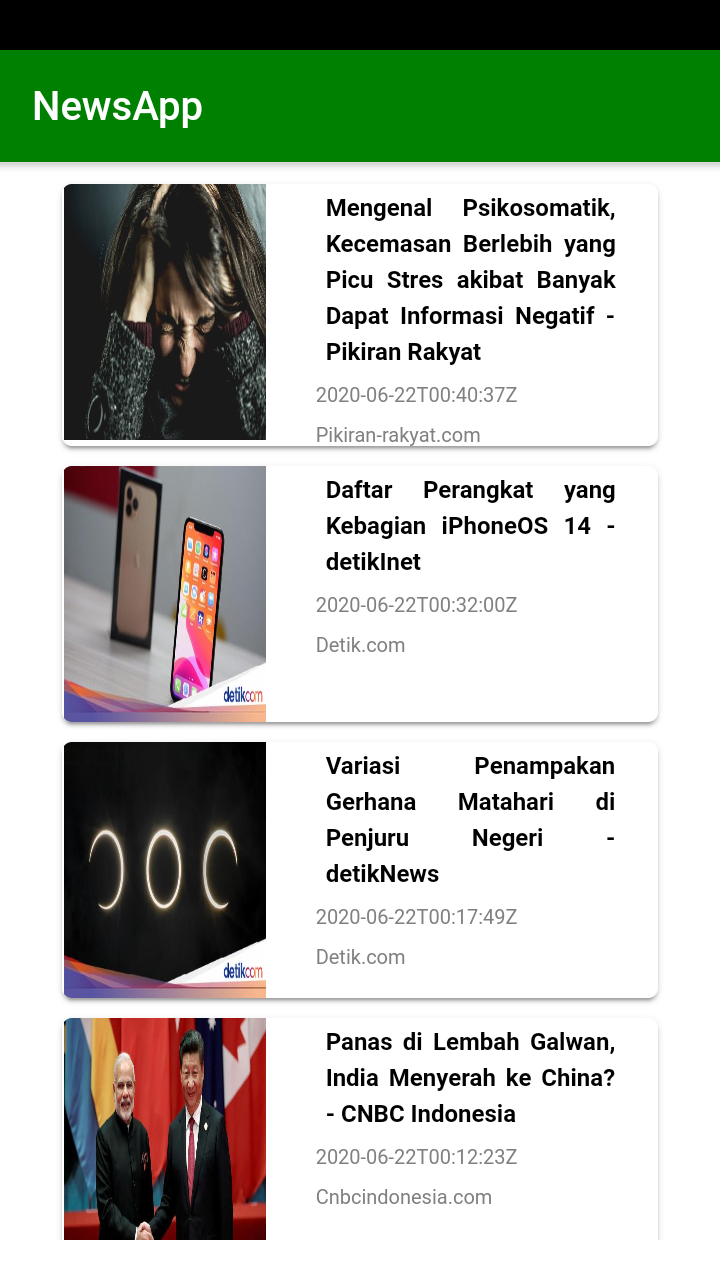 NewsApp
Mengenal Psikosomatik,
Kecemasan Berlebih yang
Picu Stres akibat Banyak
Dapat Informasi Negatif -
Pikiran Rakyat
2020-06-22T00:40:37Z
Pikiran-rakyat.com
Daftar Perangkat yang
Kebagian iPhoneOS 14 -
detikInet
2020-06-22T00:32:00Z
Detik.com
detikcom
Variasi Penampakan
Gerhana Matahari di
Penjuru Negeri -
detikNews
2020-06-22T00:17:49Z
Detik.com
detikcom
Panas di Lembah Galwan,
India Menyerah ke China?
- CNBC Indonesia
2020-06-22T00:12:23Z
Cnbcindonesia.com